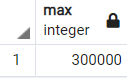 max
integer
1 300000